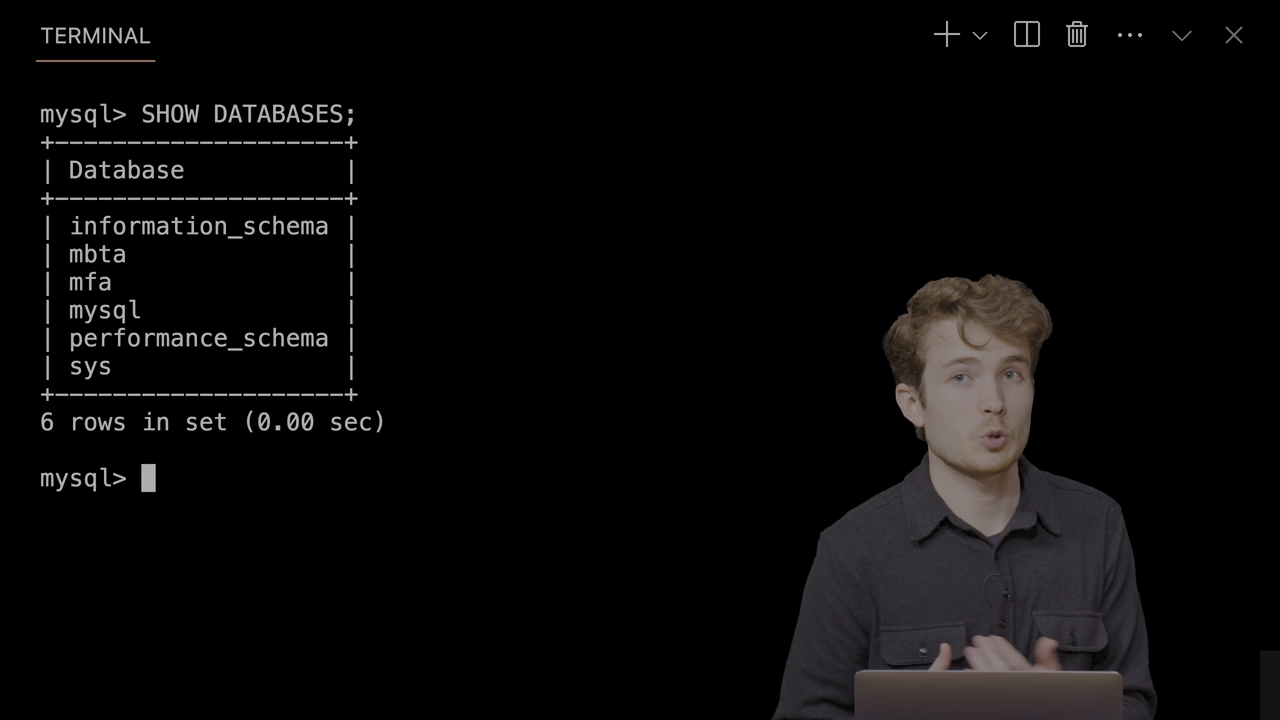 TERMINAL
mysql> SHOW DATABASES;
+--------------------+
| Database           |
+--------------------+
| information_schema |
| mbta               |
| mfa                |
| mysql              |
| performance_schema |
| sys                |
+--------------------+
6 rows in set (0.00 sec)
mysql>